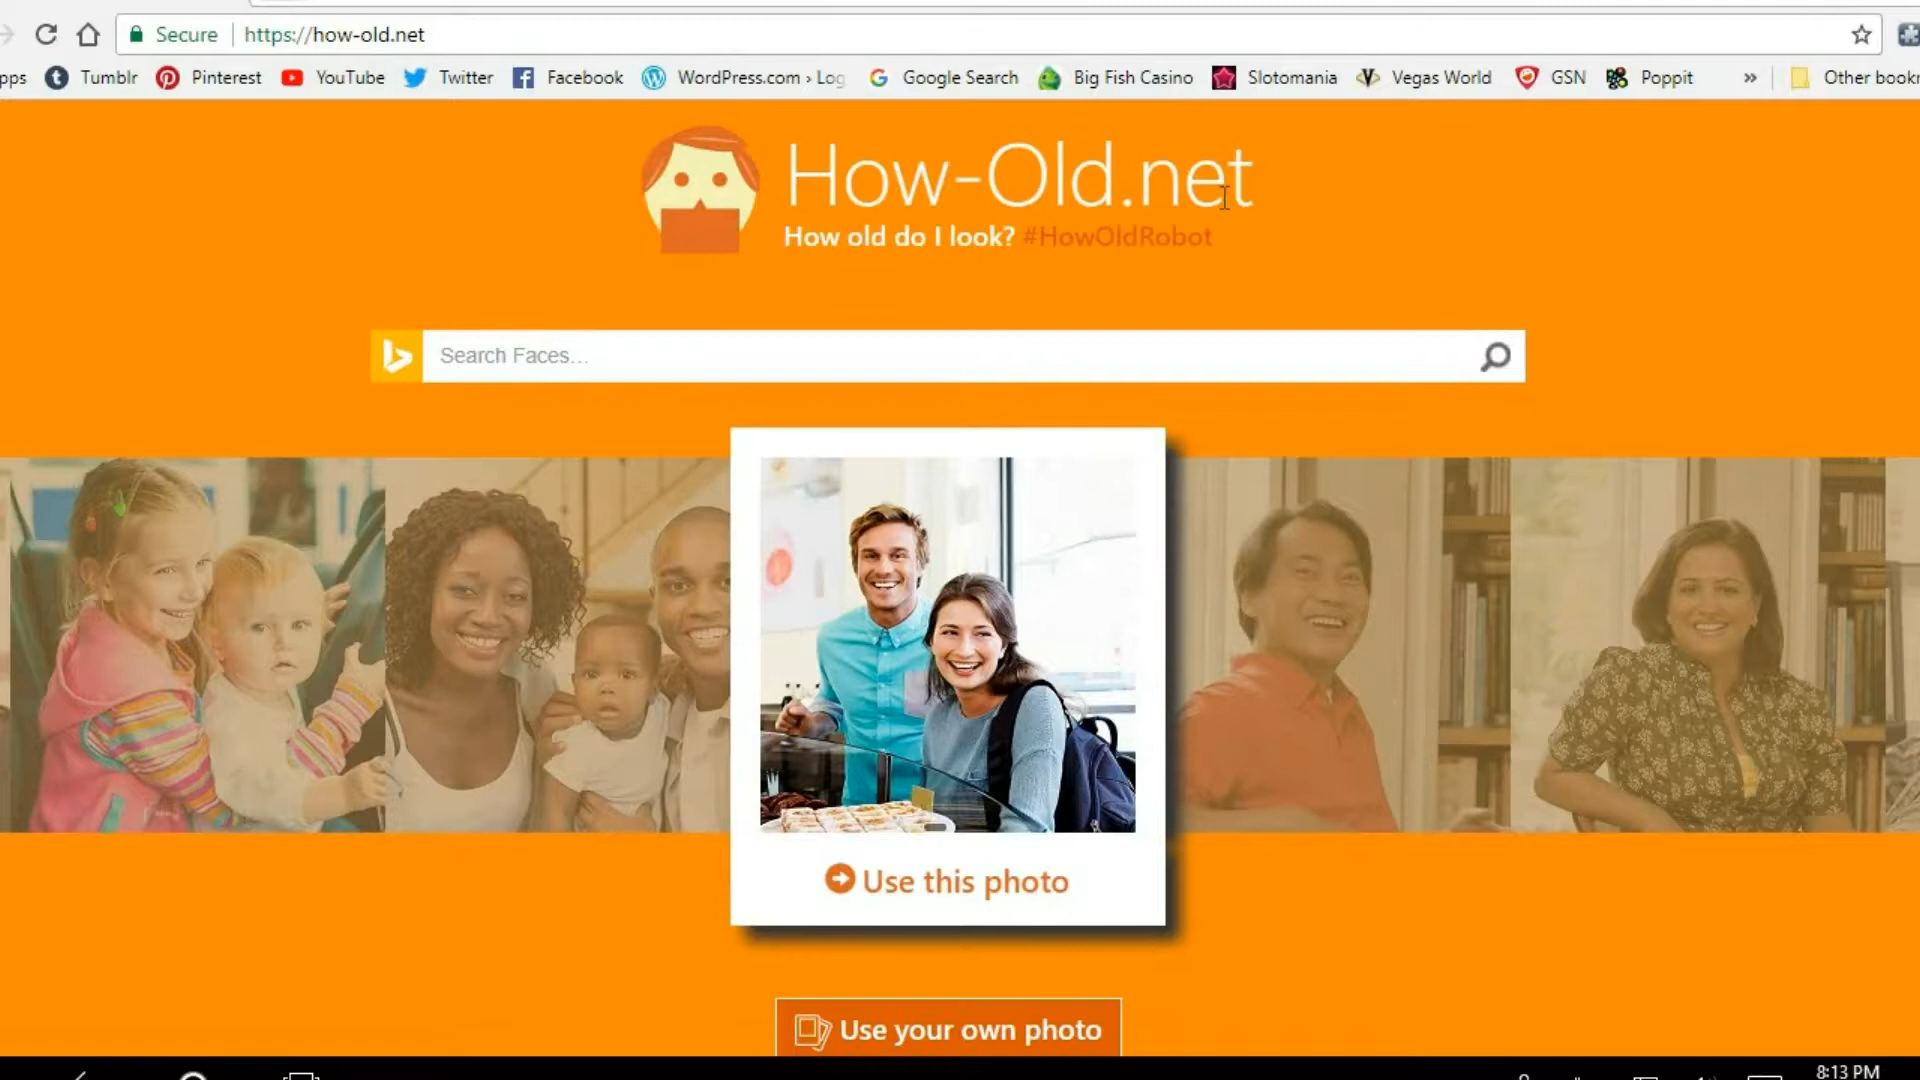 Secure https://how-old.net
pps Tumblr Pinterest YouTube Twitter Facebook WordPress.com › Log Google Search Big Fish Casino Slotomania Vegas World GSN Poppit » Other bookr
How-Old.net
How old do I look? #HowOldRobot
Search Faces...
Use this photo
Use your own photo
8:13 PM